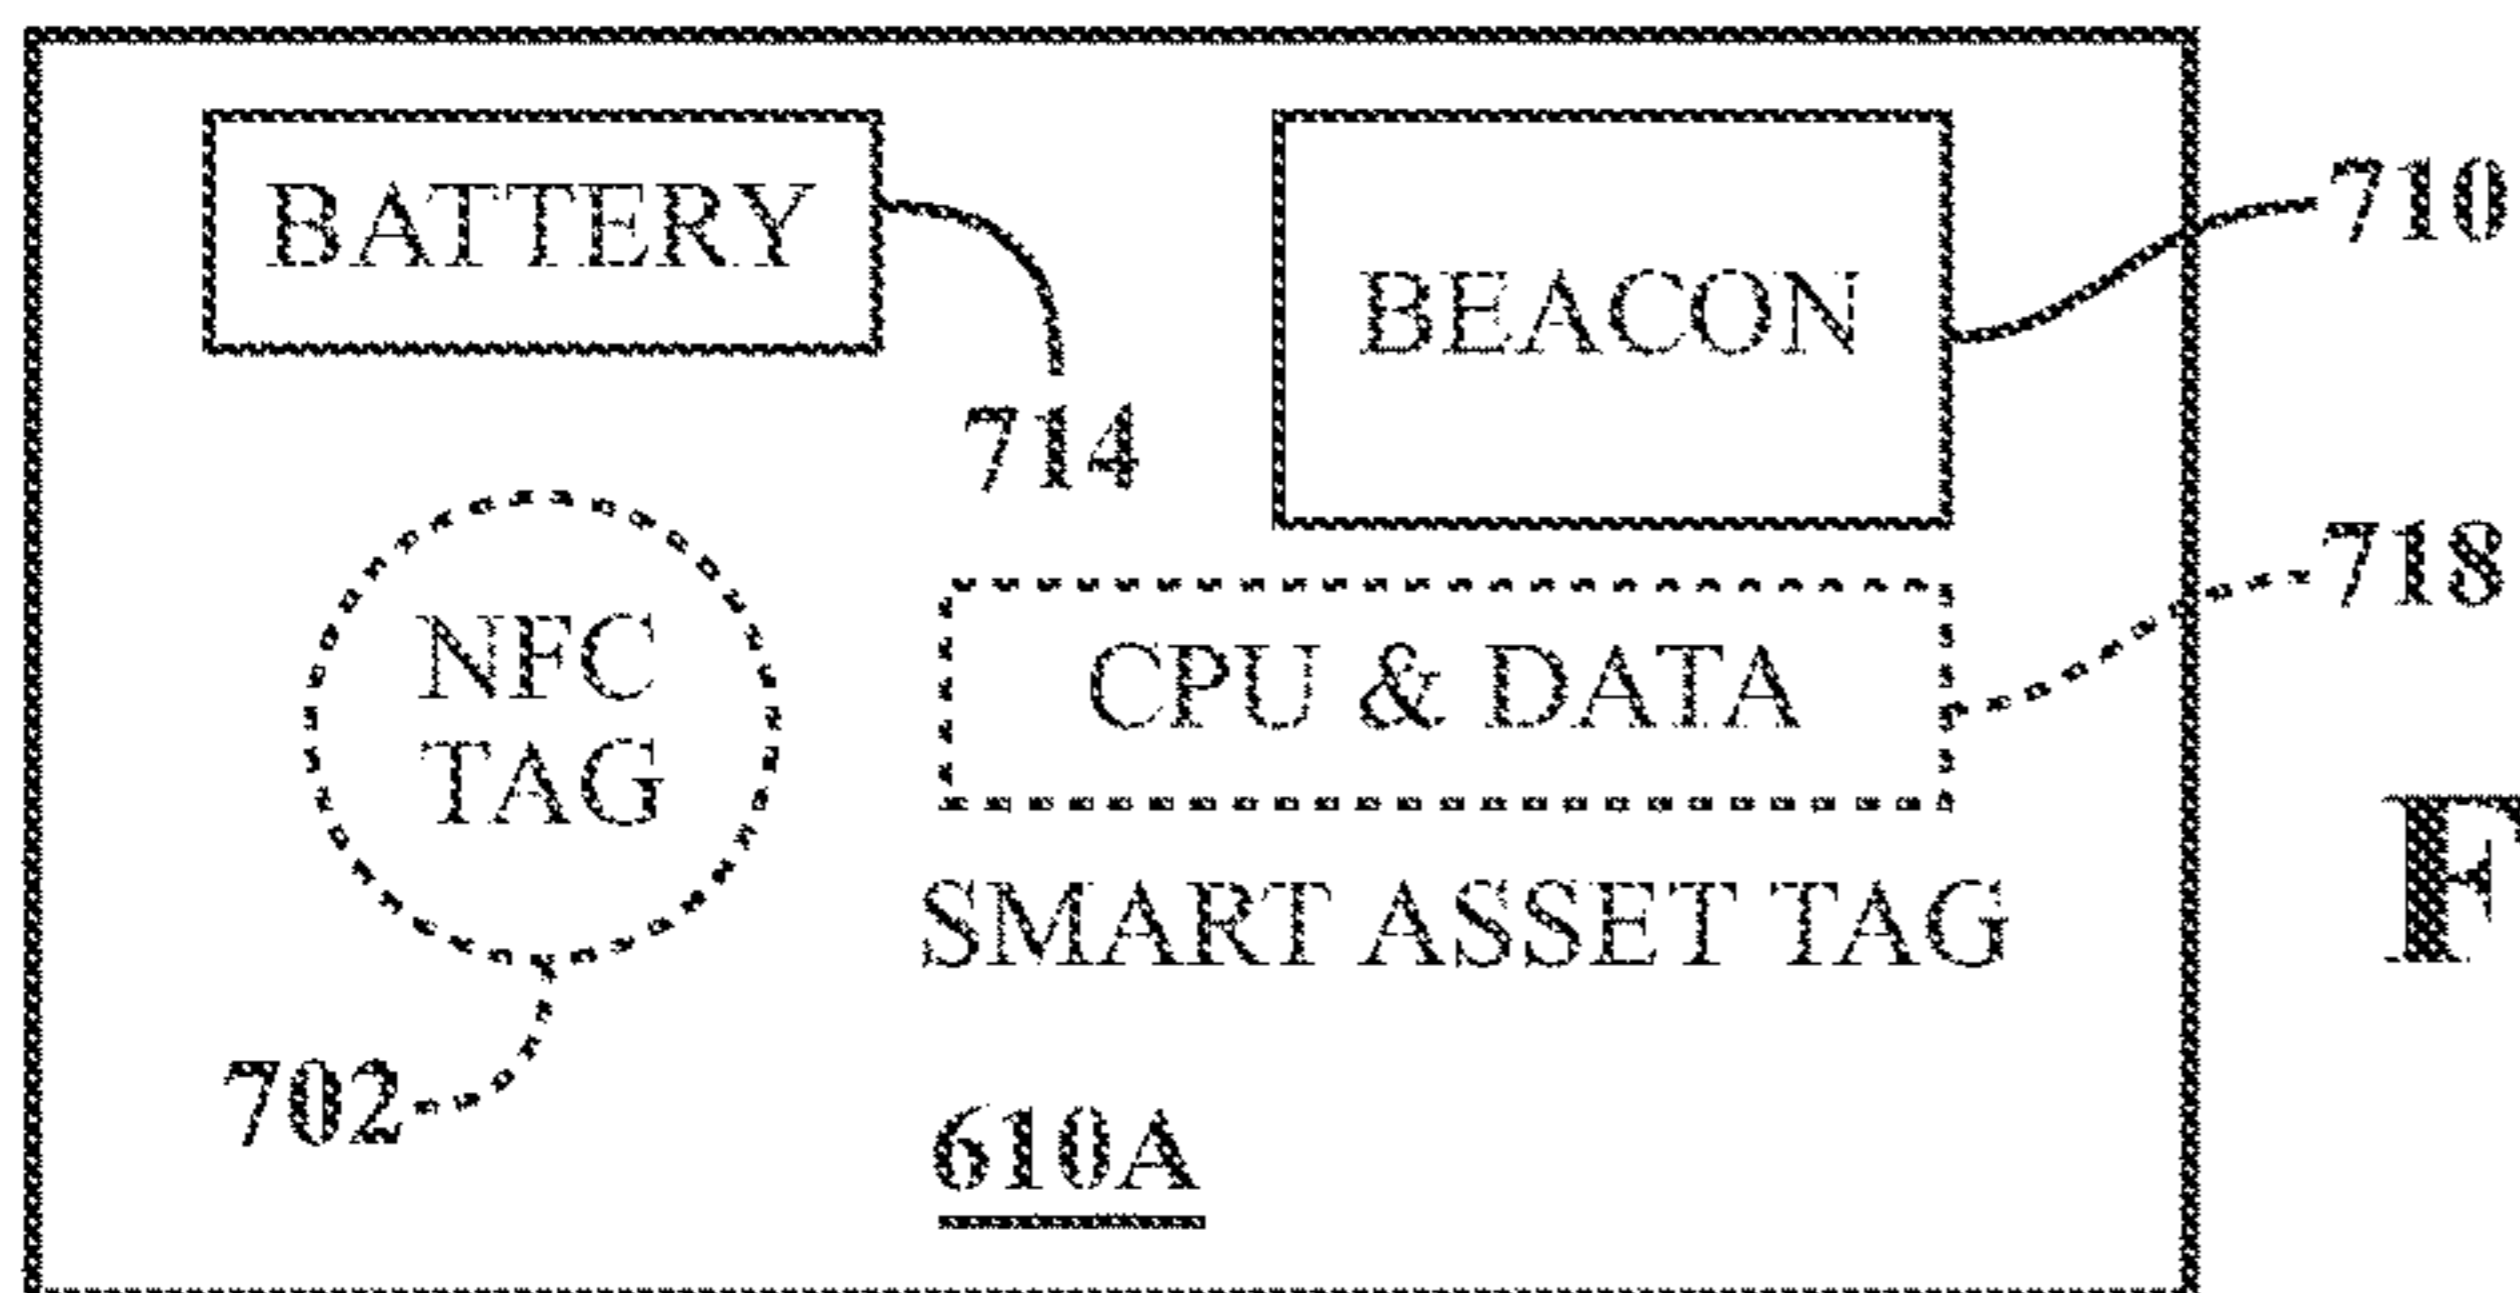 BATTERY
714
BEACON
710
NFC
TAG
702
CPU & DATA
718
SMART ASSET TAG
610A
F